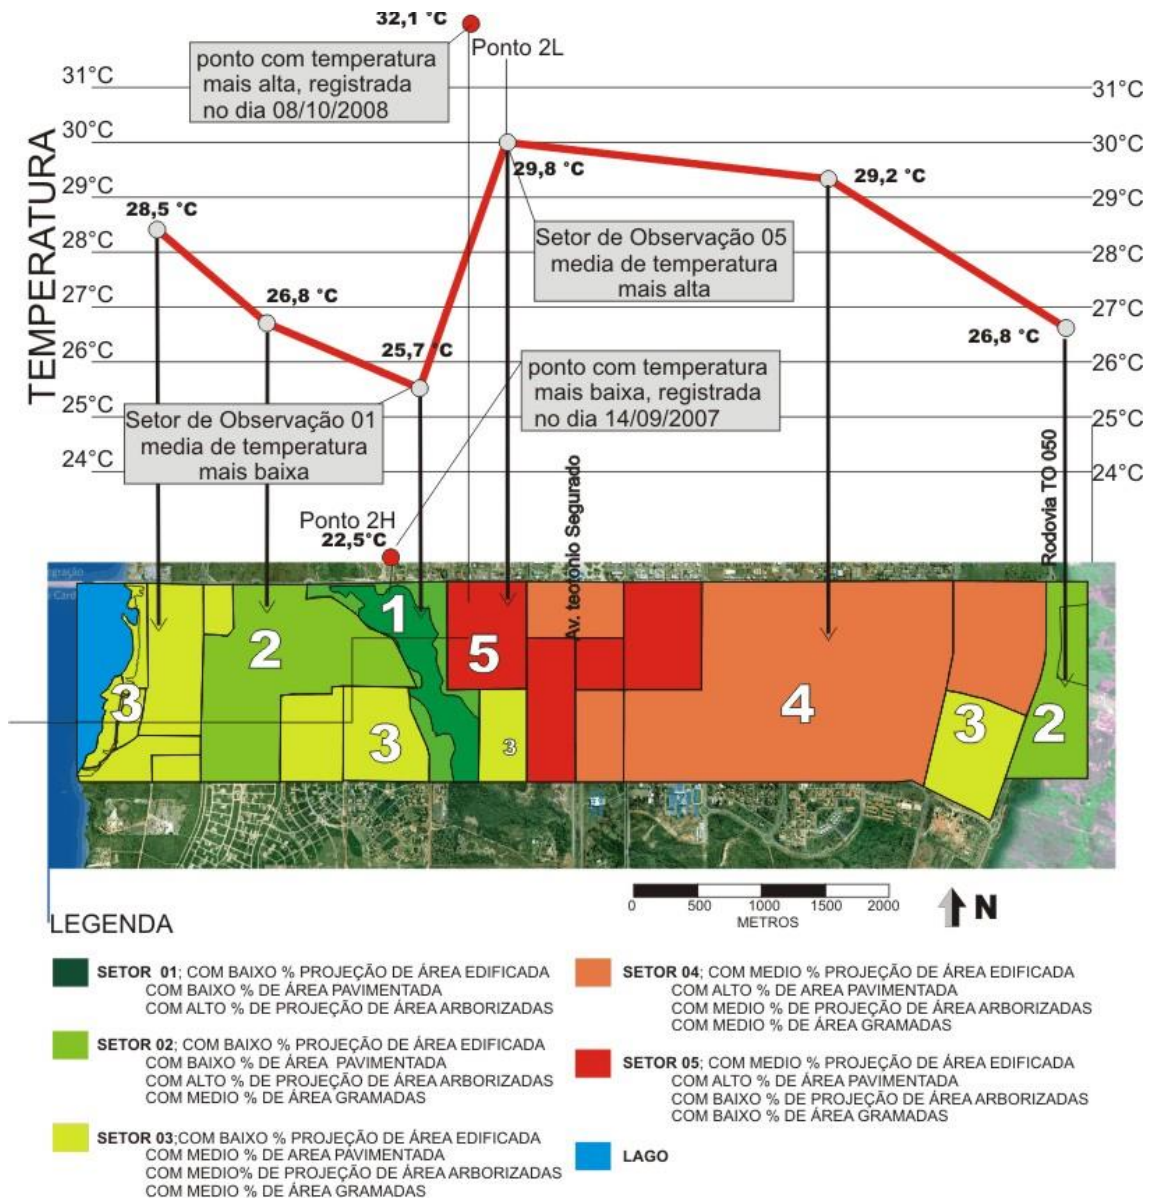 32,1 °C
Ponto 2L
ponto com temperatura
mais alta, registrada
no dia 08/10/2008
TEMPERATURA
31°C
31°C
30°C
30°C
29,8 °C
29,2 °C
29°C
29°C
28,5 °C
Setor de Observação 05
media de temperatura
mais alta
28°C
28°C
27°C
27°C
26,8 °C
26,8 °C
25,7 °C
26°C
26°C
ponto com temperatura
mais baixa, registrada
no dia 14/09/2007
25°C
25°C
Setor de Observação 01
media de temperatura
mais baixa
24°C
24°C
Ponto 2H
22,5°C
Av. teotonio Segurado
Rodovia TO 050
1
2
5
3
3
3
4
3
2
0 500 1000 1500 2000
METROS
N
LEGENDA
SETOR 01; COM BAIXO % PROJEÇÃO DE ÁREA EDIFICADA
COM BAIXO % DE ÁREA PAVIMENTADA
COM ALTO % DE PROJEÇÃO DE ÁREA ARBORIZADAS
SETOR 02; COM BAIXO % PROJEÇÃO DE ÁREA EDIFICADA
COM BAIXO % DE ÁREA PAVIMENTADA
COM ALTO % DE PROJEÇÃO DE ÁREA ARBORIZADAS
COM MEDIO % DE ÁREA GRAMADAS
SETOR 03;COM BAIXO % PROJEÇÃO DE ÁREA EDIFICADA
COM MEDIO % DE AREA PAVIMENTADA
COM MEDIO% DE PROJEÇÃO DE ÁREA ARBORIZADAS
COM MEDIO % DE ÁREA GRAMADAS
SETOR 04; COM MEDIO % PROJEÇÃO DE ÁREA EDIFICADA
COM ALTO % DE AREA PAVIMENTADA
COM MEDIO % DE PROJEÇÃO DE ÁREA ARBORIZADAS
COM MEDIO % DE ÁREA GRAMADAS
SETOR 05; COM MEDIO % PROJEÇÃO DE ÁREA EDIFICADA
COM ALTO % DE ÁREA PAVIMENTADA
COM BAIXO % DE PROJEÇÃO DE ÁREA ARBORIZADAS
COM BAIXO % DE ÁREA GRAMADAS
LAGO